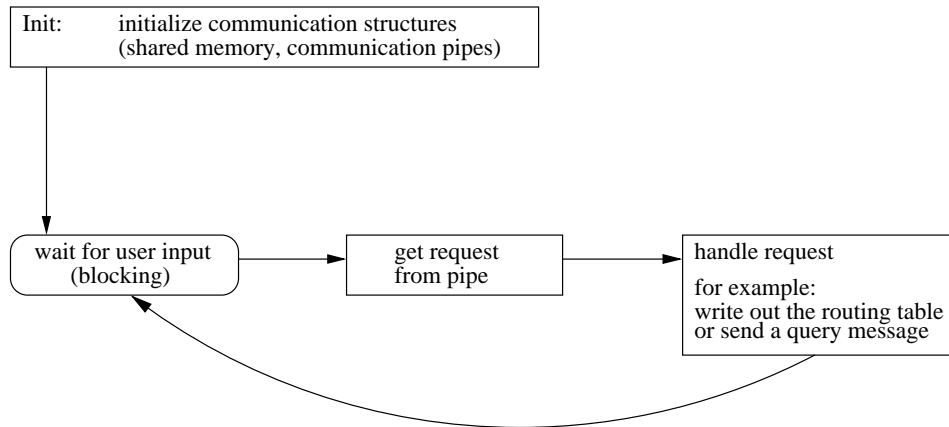 Init: initialize communication structures
(shared memory, communication pipes)
wait for user input
(blocking)
get request
from pipe
handle request
for example:
write out the routing table
or send a query message